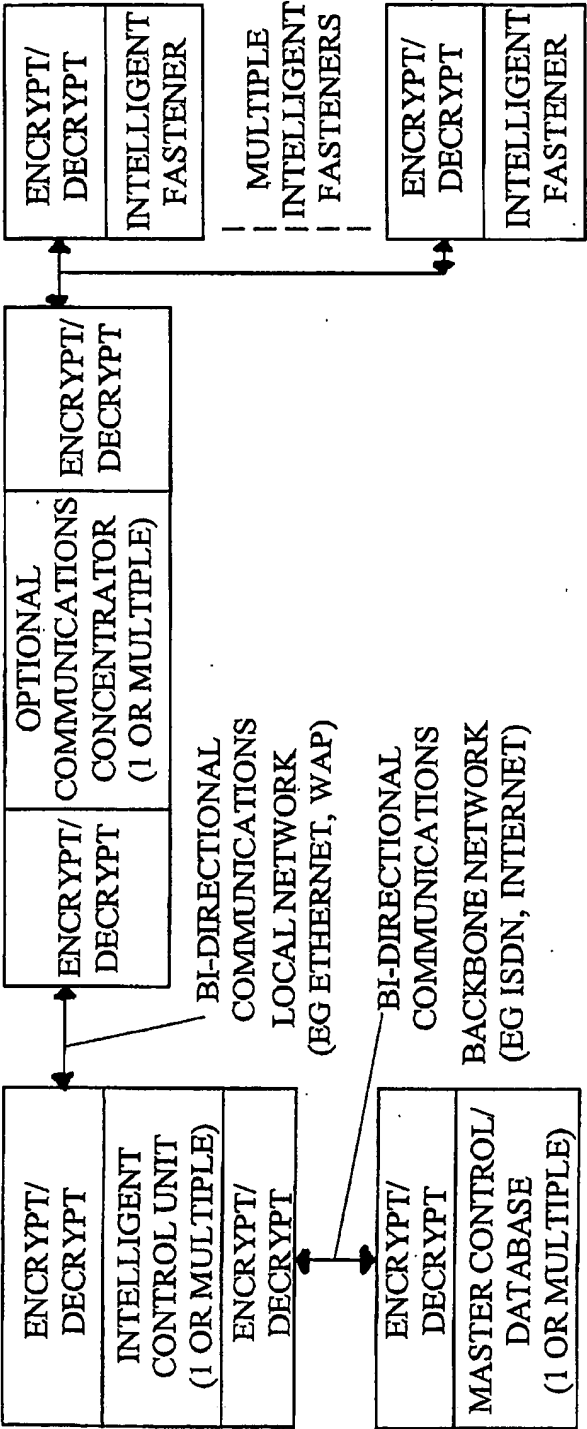 ENCRYPT/
DECRYPT
INTELLIGENT
CONTROL UNIT
(1 OR MULTIPLE)
ENCRYPT/
DECRYPT
ENCRYPT/
DECRYPT
MASTER CONTROL/
DATABASE
(1 OR MULTIPLE)
BI-DIRECTIONAL
COMMUNICATIONS
LOCAL NETWORK
(EG ETHERNET, WAP)
BI-DIRECTIONAL
COMMUNICATIONS
BACKBONE NETWORK
(EG ISDN, INTERNET)
ENCRYPT/
DECRYPT
OPTIONAL
COMMUNICATIONS
CONCENTRATOR
(1 OR MULTIPLE)
ENCRYPT/
DECRYPT
ENCRYPT/
DECRYPT
INTELLIGENT
FASTENER
MULTIPLE
INTELLIGENT
FASTENERS
ENCRYPT/
DECRYPT
INTELLIGENT
FASTENER